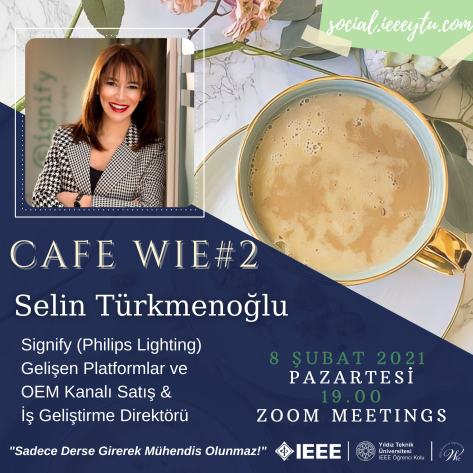 social.ieeeytu.com
@signify
CAFE WIE#2
Selin Türkmenoğlu
Signify (Philips Lighting)
Gelişen Platformlar ve
OEM Kanalı Satış &
İş Geliştirme Direktörü
8 ŞUBAT 2021
PAZARTESİ
19.00
ZOOM MEETINGS
"Sadece Derse Girerek Mühendis Olunmaz!"
IEEE
Yıldız Teknik
Üniversitesi
IEEE Öğrenci Kolu